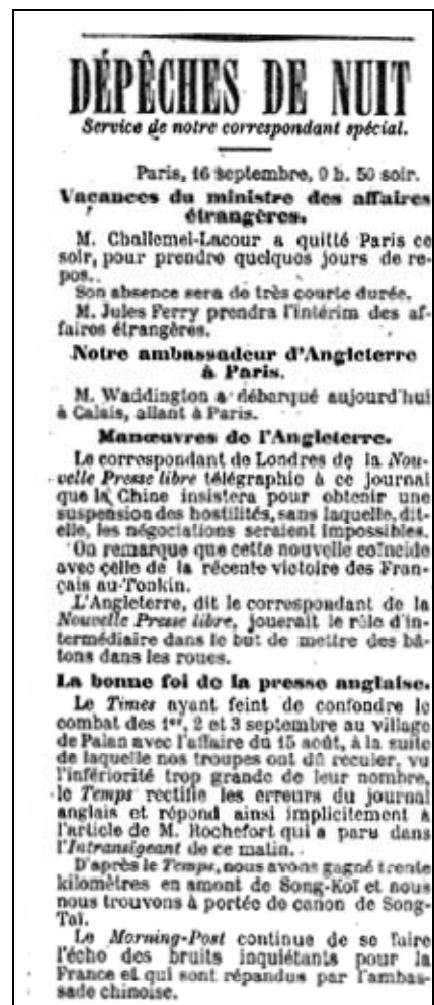 DÉPÊCHES DE NUIT
Service de notre correspondant spécial.
Paris, 16 septembre, 9 h. 50 soir.
Vacances du ministre des affaires
étrangères.
M. Challemel-Lacour a quitté Paris ce
soir, pour prendre quelques jours de re-
pos.
Son absence sera de très courte durée.
M. Jules Ferry prendra l'intérim des af-
faires étrangères.
Notre ambassadeur d'Angleterre
à Paris.
M. Waddington a débarqué aujourd'hui
à Calais, allant à Paris.
Manœuvres de l'Angleterre.
Le correspondant de Londres de la Nou-
velle Presse libre télégraphie à ce journal
que la Chine insistera pour obtenir une
suspension des hostilités, sans laquelle, dit-
elle, les négociations seraient impossibles.
On remarque que cette nouvelle coïncide
avec celle de la récente victoire des Fran-
çais au Tonkin.
L'Angleterre, dit le correspondant de la
Nouvelle Presse libre, jouerait le rôle d'in-
termédiaire dans le but de mettre des bâ-
tons dans les roues.
La bonne foi de la presse anglaise.
Le Times ayant feint de confondre le
combat des 1er, 2 et 3 septembre au village
de Palan avec l'affaire du 15 août, à la suite
de laquelle nos troupes ont dû reculer, vu
l'infériorité trop grande de leur nombre,
le Temps rectifie les erreurs du journal
anglais et répond ainsi implicitement à
l'article de M. Rochefort qui a paru dans
l'Intransigeant de ce matin.
D'après le Temps, nous avons gagné trente
kilomètres en amont de Song-Koï et nous
nous trouvons à portée de canon de Song-
Taï.
Le Morning-Post continue de se faire
l'écho des bruits inquiétants pour la
France et qui sont répandus par l'ambas-
sade chinoise.